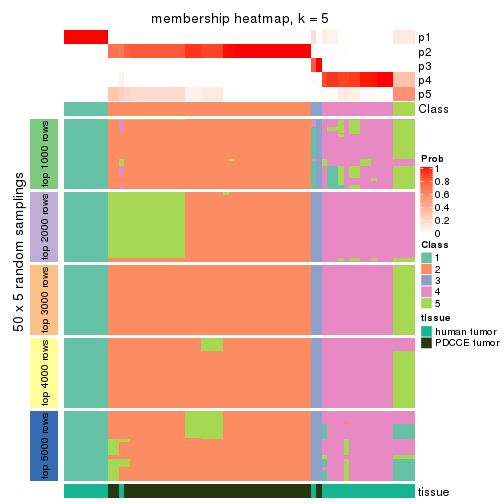 membership heatmap, k = 5
p1
p2
p3
p4
p5
Class
50 x 5 random samplings
top 1000 rows
top 2000 rows
top 3000 rows
top 4000 rows
top 5000 rows
tissue
Prob
1
0.8
0.6
0.4
0.2
0
Class
1
2
3
4
5
tissue
human tumor
PDCCE tumor